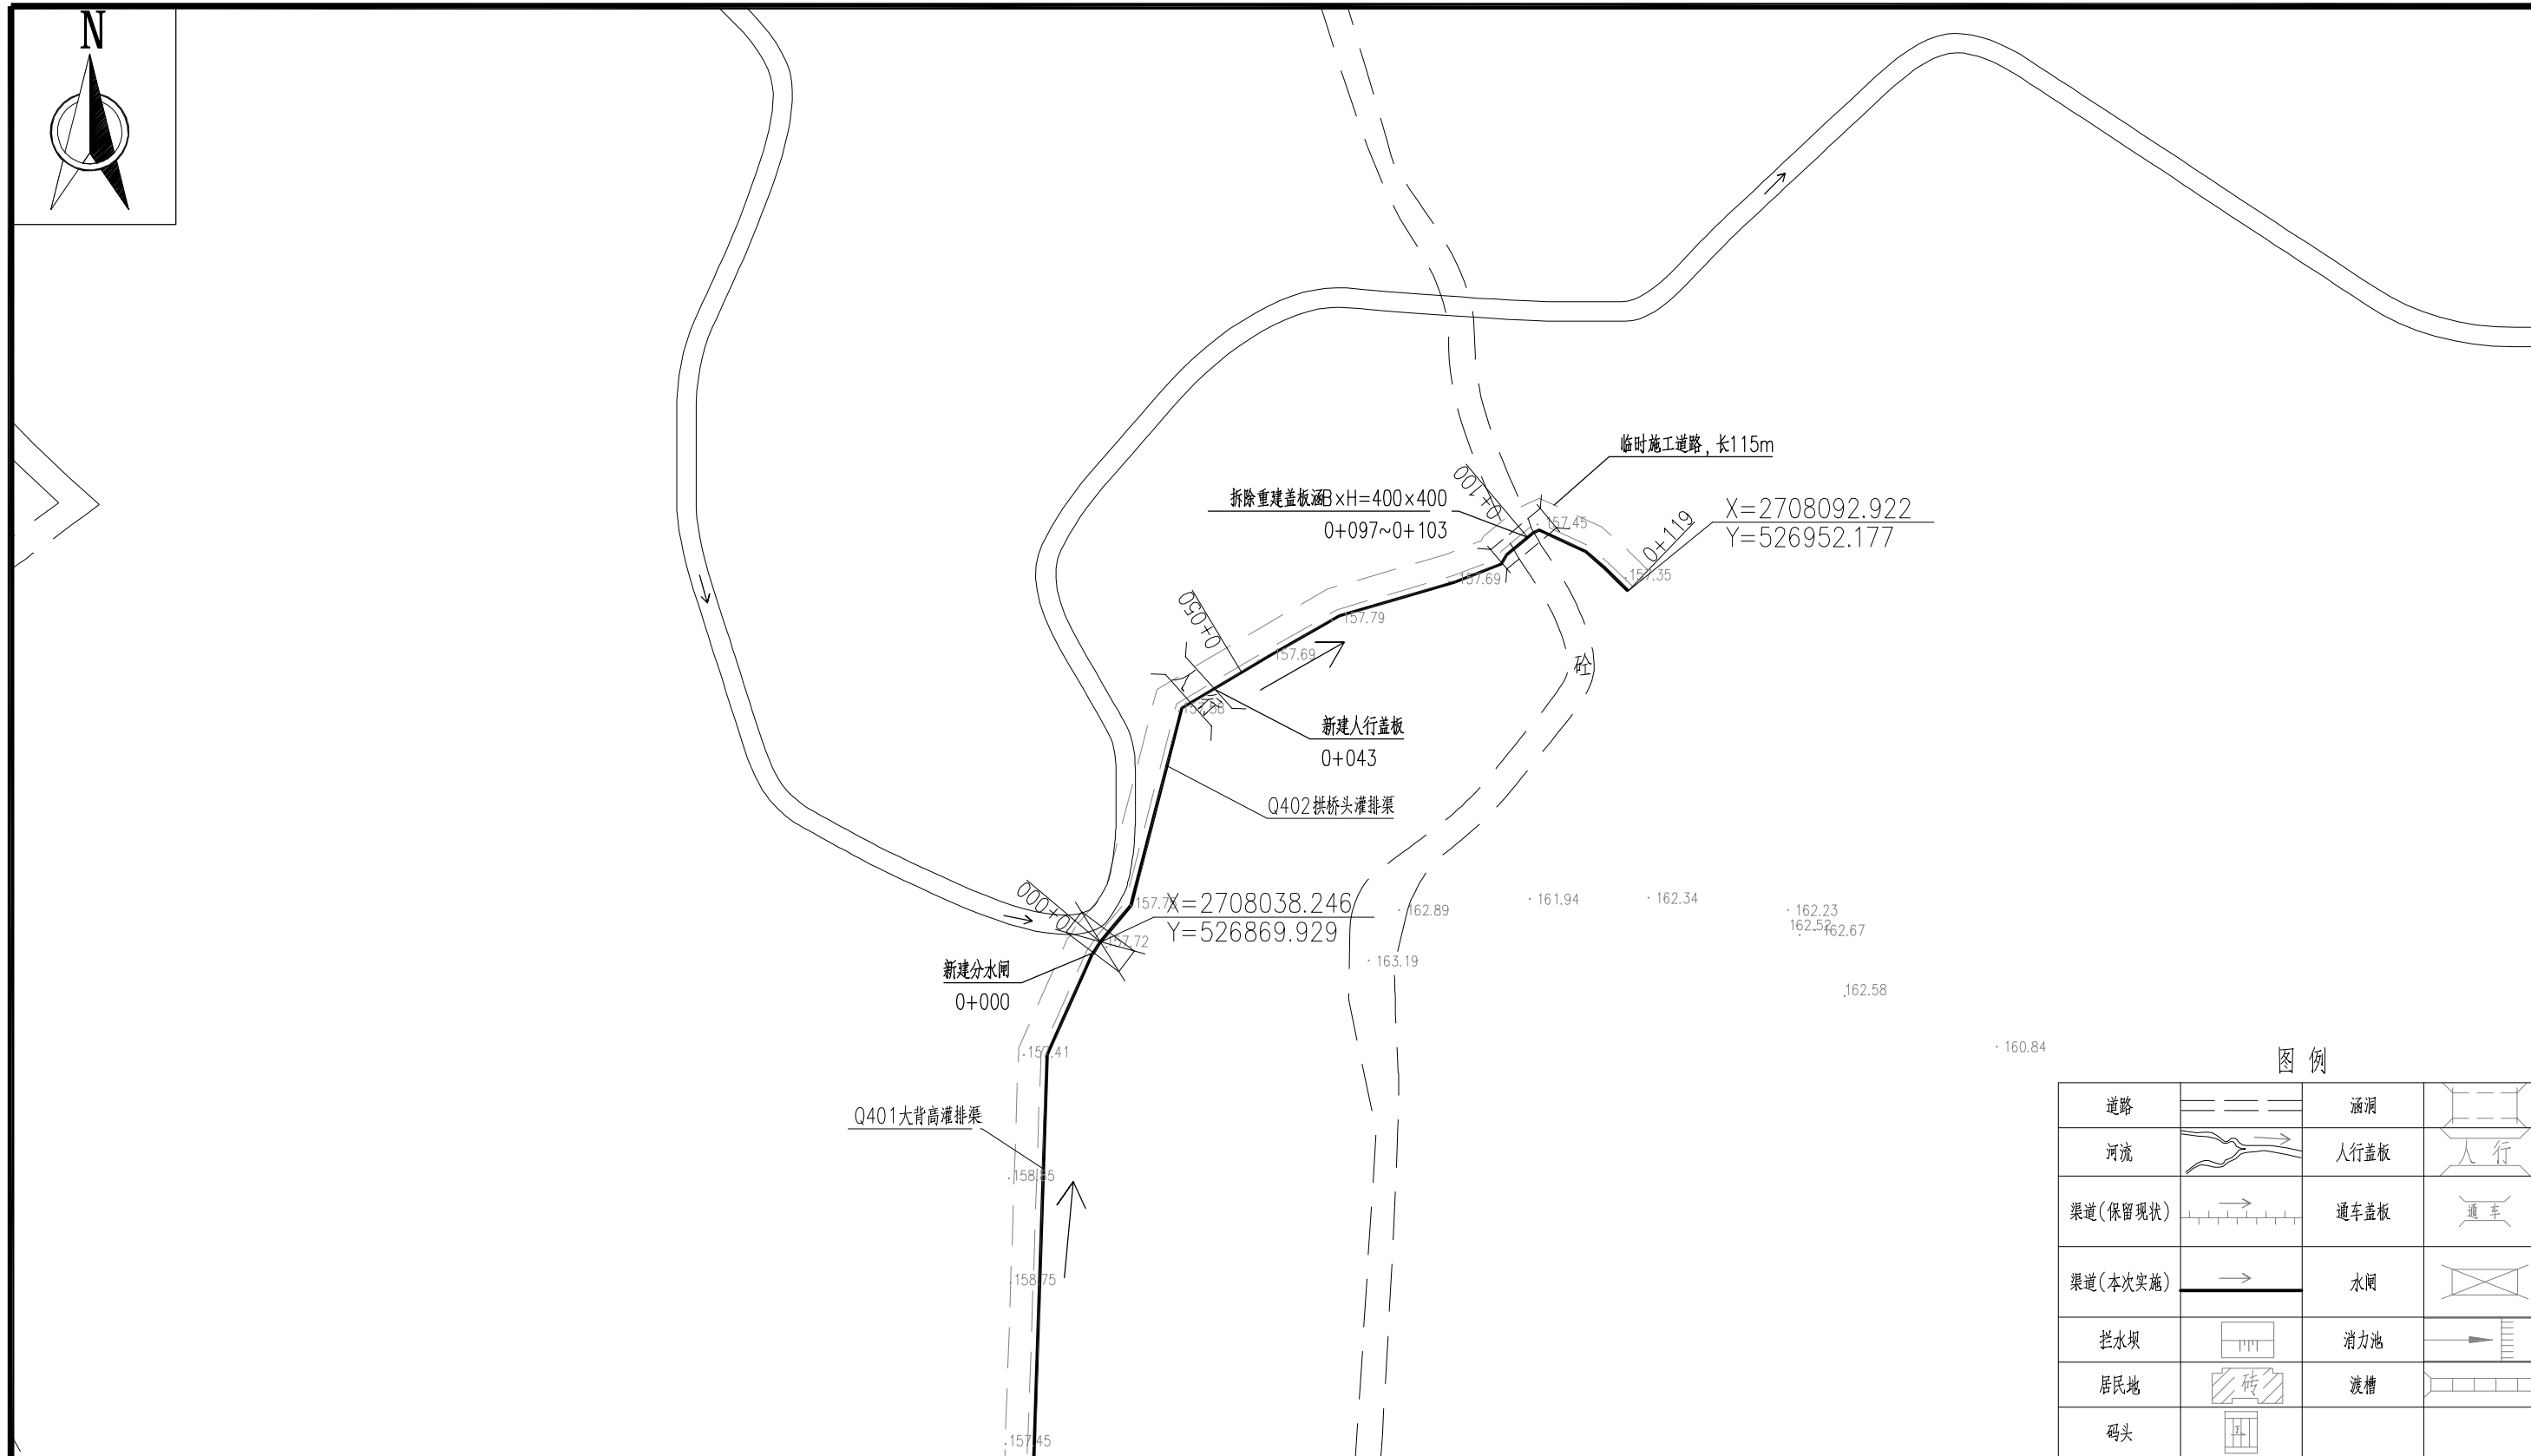 N
临时施工道路,长115m
0+100
拆除重建盖板涵B×H=400×400
0+097~0+103
X=2708092.922
Y=526952.177
157.45
0+119
157.35
157.69
0+050
157.79
157.69
砼
新建人行盖板
0+043
Q402拱桥头灌排渠
0+000
X=2708038.246
Y=526869.929
157.72
新建分水闸
0+000
162.89
161.94
162.34
162.23
162.52
162.67
163.19
162.58
160.84
157.41
Q401大背高灌排渠
158.75
157.45
图 例
道路
涵洞
河流
人行盖板
人 行
渠道(保留现状)
通车盖板
通 车
渠道(本次实施)
水闸
拦水坝
消力池
居民地
砖
渡槽
码头